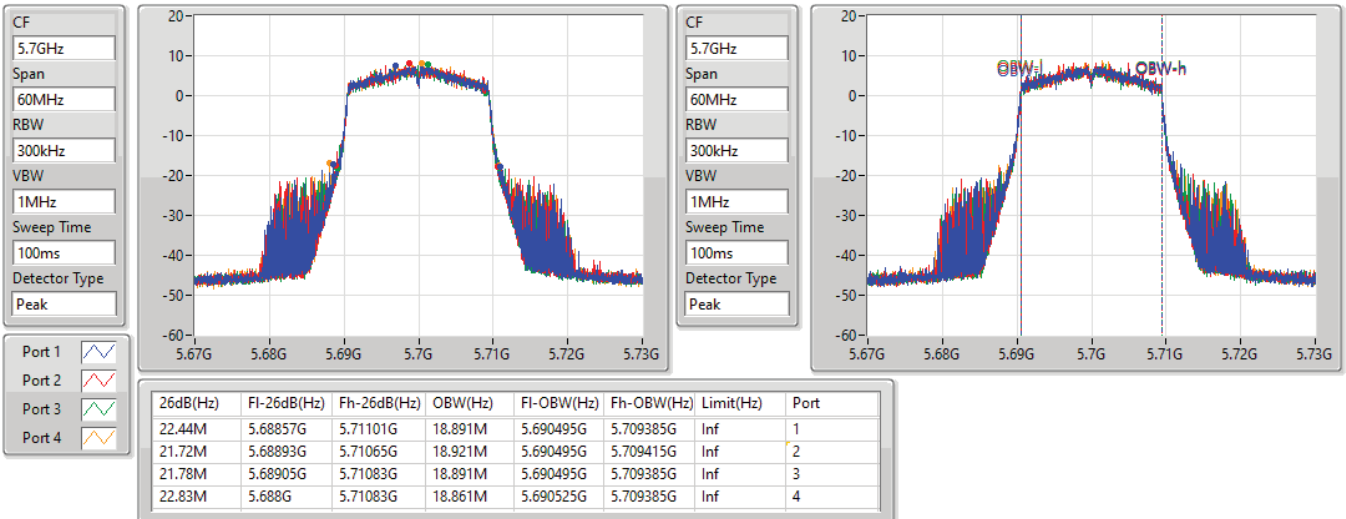 CF
5.7GHz
Span
60MHz
RBW
300kHz
VBW
1MHz
Sweep Time
100ms
Detector Type
Peak
20
10
0
-10
-20
-30
-40
-50
-60
5.67G 5.68G 5.69G 5.7G 5.71G 5.72G 5.73G
CF
5.7GHz
Span
60MHz
RBW
300kHz
VBW
1MHz
Sweep Time
100ms
Detector Type
Peak
20
10
0
-10
-20
-30
-40
-50
-60
OBW-l OBW-h
5.67G 5.68G 5.69G 5.7G 5.71G 5.72G 5.73G
Port 1
Port 2
Port 3
Port 4
26dB(Hz) Fl-26dB(Hz) Fh-26dB(Hz) OBW(Hz) Fl-OBW(Hz) Fh-OBW(Hz) Limit(Hz) Port
22.44M 5.68857G 5.71101G 18.891M 5.690495G 5.709385G Inf 1
21.72M 5.68893G 5.71065G 18.921M 5.690495G 5.709415G Inf 2
21.78M 5.68905G 5.71083G 18.891M 5.690495G 5.709385G Inf 3
22.83M 5.688G 5.71083G 18.861M 5.690525G 5.709385G Inf 4